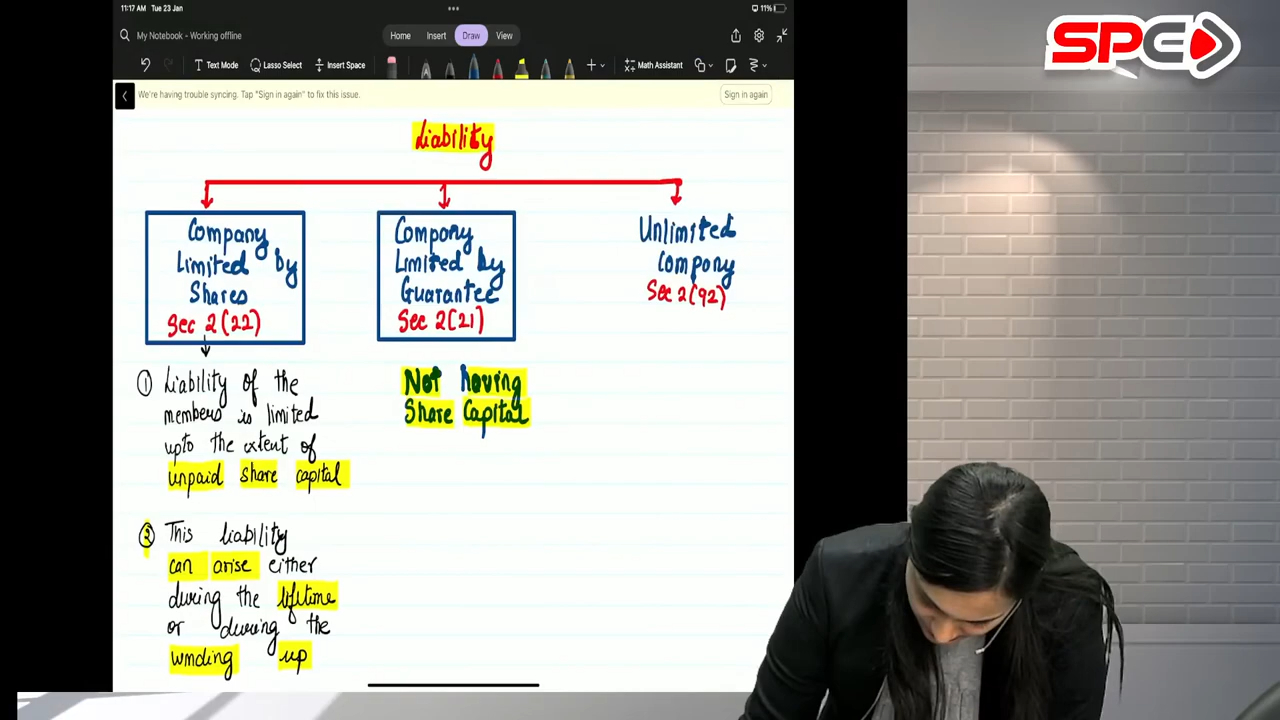 11:17 AM Tue 23 Jan
11%
My Notebook - Working offline
Home Insert Draw View
Text Mode Lasso Select Insert Space Math Assistant
We're having trouble syncing. Tap "Sign in again" to fix this issue.
Sign in again
SPC
Liability
Company
Limited by
Shares
Sec 2(22)
Company
Limited by
Guarantee
Sec 2(21)
Unlimited
Company
Sec 2(92)
① Liability of the
members is limited
upto the extent of
unpaid share capital
② This liability
can arise either
during the lifetime
or during the
winding up
Not having
Share Capital